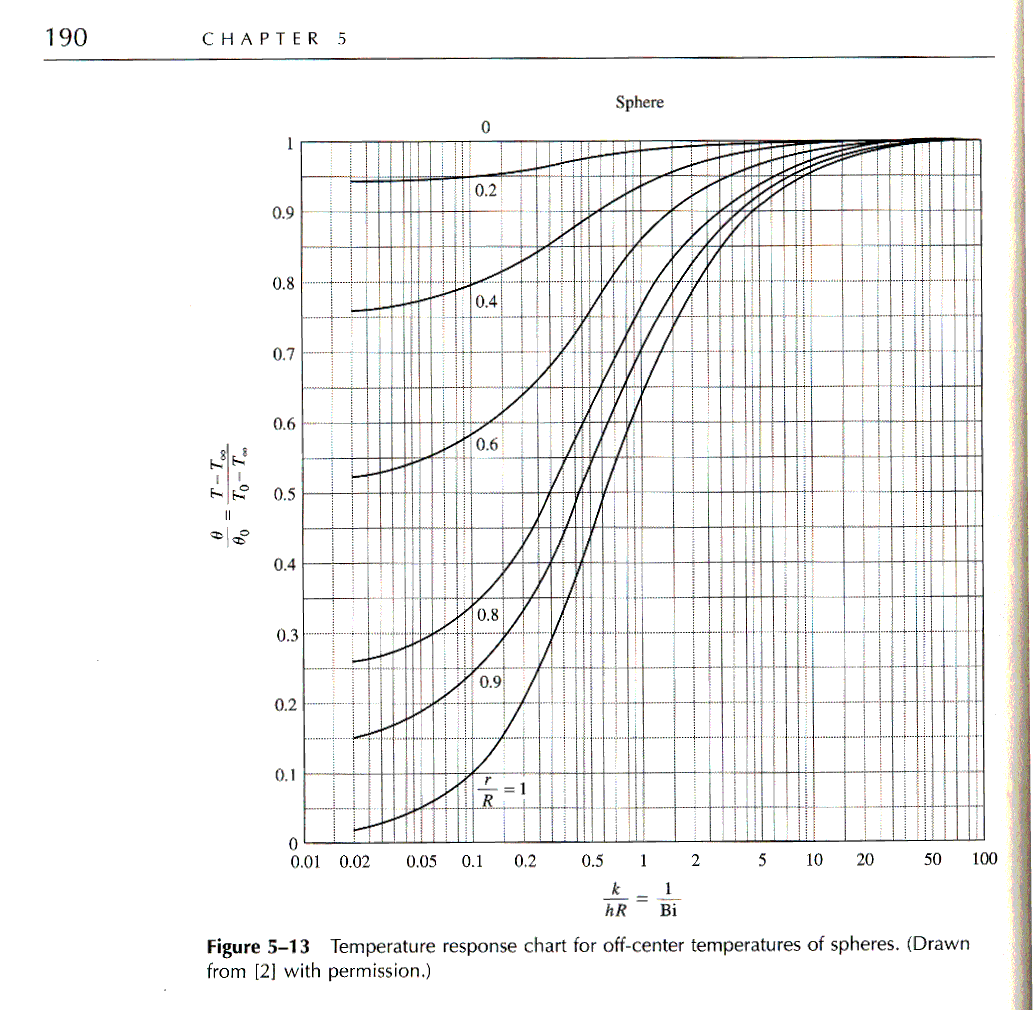 190 CHAPTER 5
Sphere
0
1
0.2
0.9
0.8
0.4
0.7
0.6
0.6
θ/θ0 = T – T∞/T0 – T∞
0.5
0.4
0.8
0.3
0.9
0.2
0.1
r/R = 1
0
0.01 0.02 0.05 0.1 0.2 0.5 1 2 5 10 20 50 100
k/hR = 1/Bi
Figure 5–13 Temperature response chart for off-center temperatures of spheres. (Drawn
from [2] with permission.)